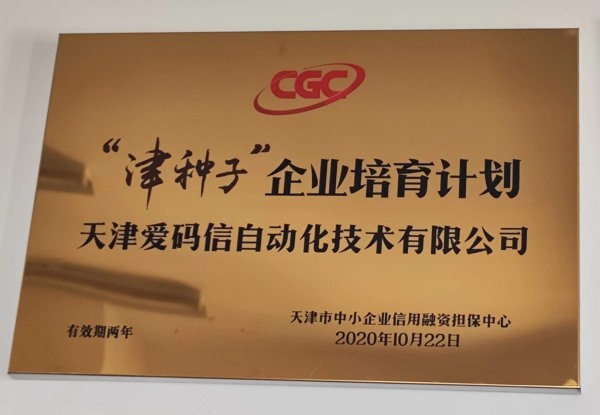 CGC
“津种子”企业培育计划
天津爱码信自动化技术有限公司
有效期两年
天津市中小企业信用融资担保中心
2020年10月22日